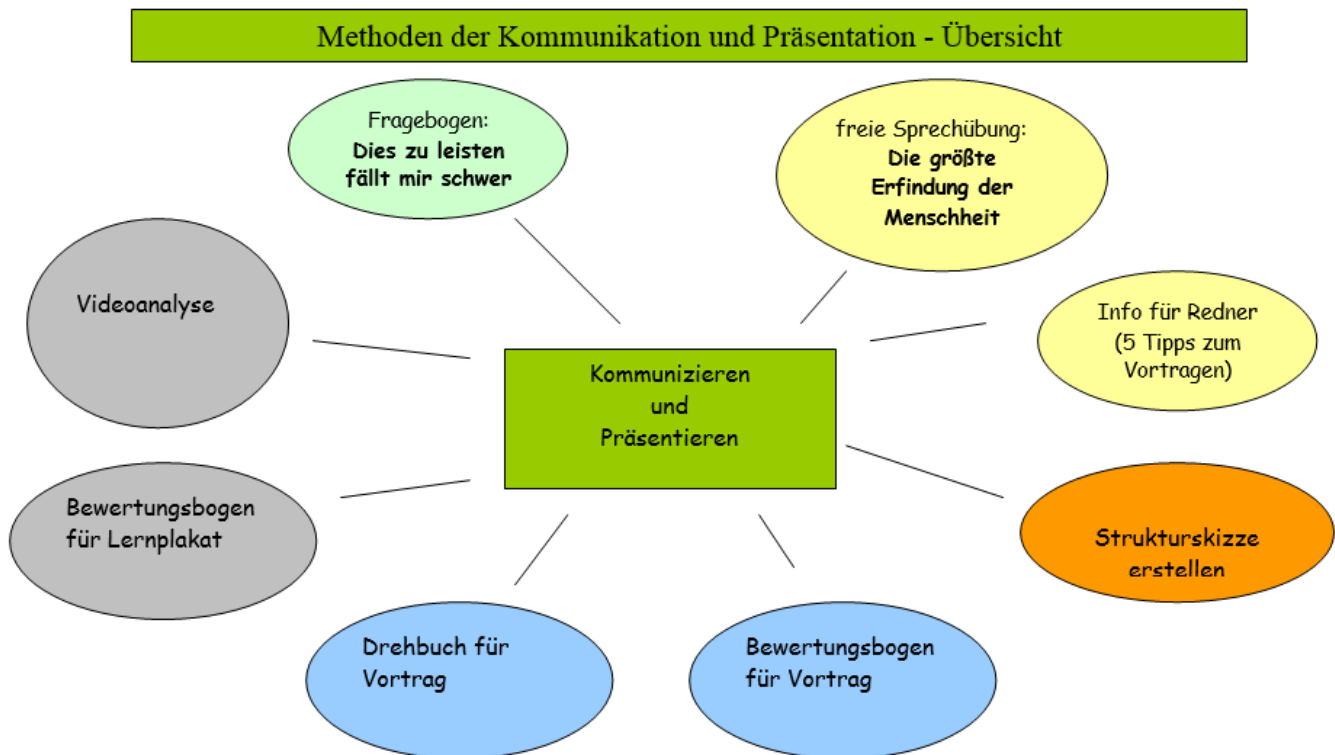 Methoden der Kommunikation und Präsentation - Übersicht
Fragebogen:
Dies zu leisten
fällt mir schwer
freie Sprechübung:
Die größte
Erfindung der
Menschheit
Videoanalyse
Info für Redner
(5 Tipps zum
Vortragen)
Kommunizieren
und
Präsentieren
Bewertungsbogen
für Lernplakat
Strukturskizze
erstellen
Drehbuch für
Vortrag
Bewertungsbogen
für Vortrag